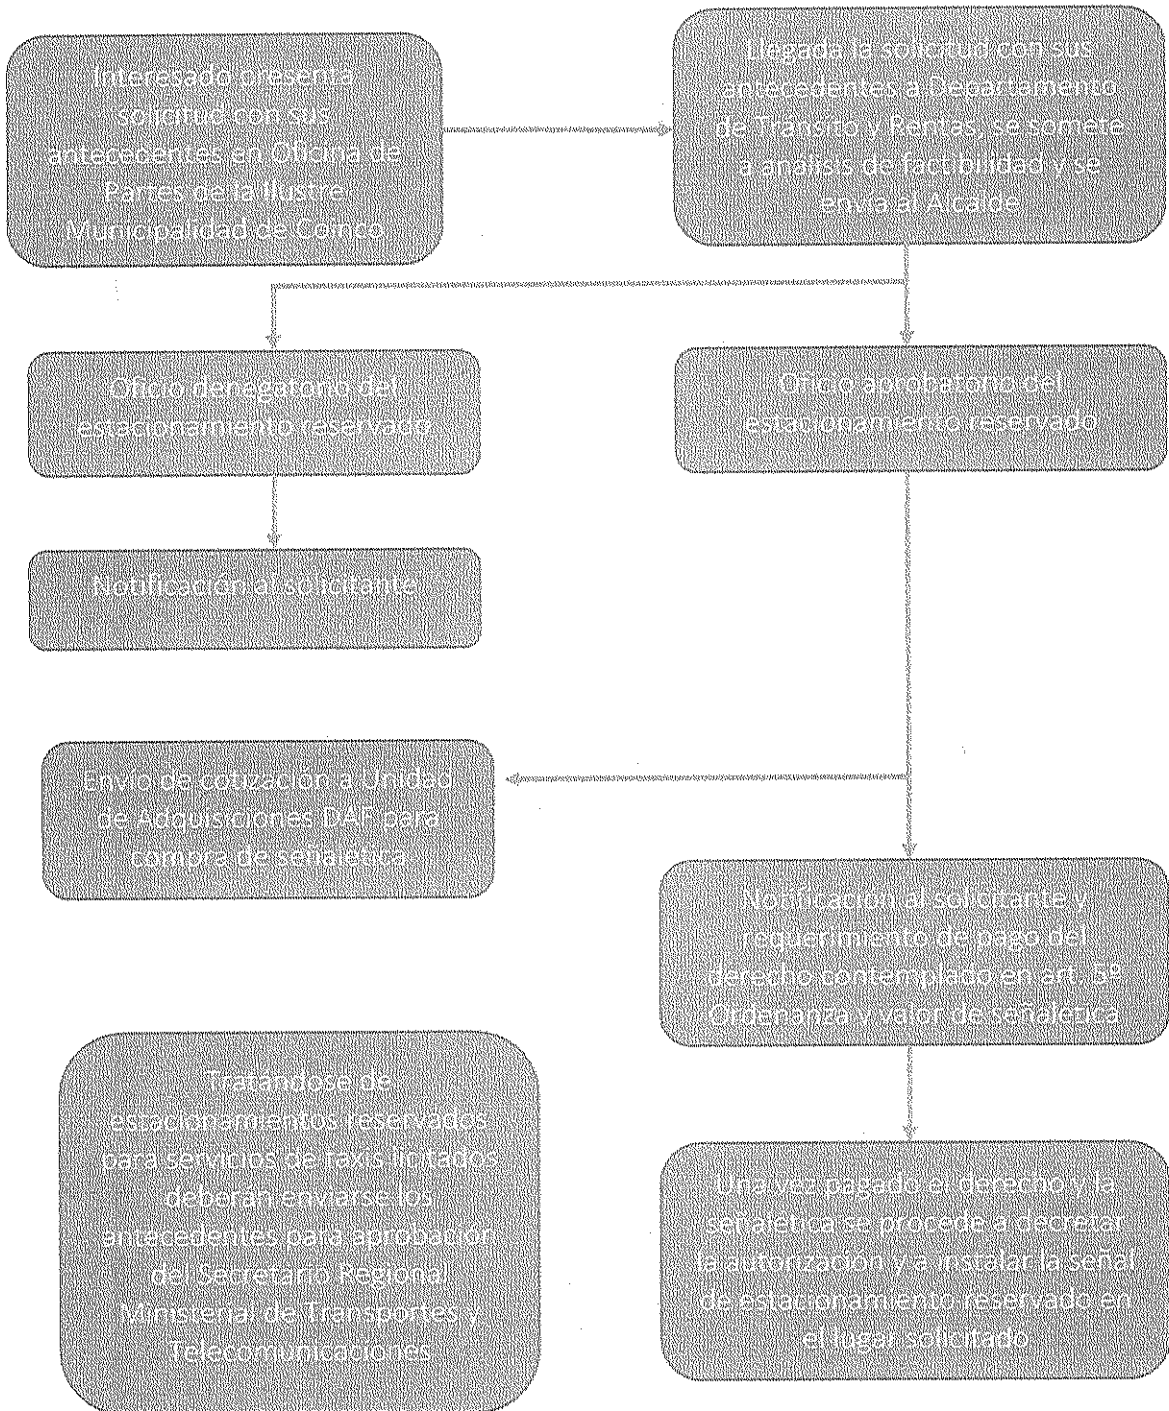 Interesado presenta
solicitud con sus
antecedentes en Oficina de
Partes de la Ilustre
Municipalidad de Coinco
Llegada la solicitud con sus
antecedentes a Departamento
de Tránsito y Rentas, se somete
a análisis de factibilidad y se
envía al Alcalde
Oficio denegatorio del
estacionamiento reservado
Oficio aprobatorio del
estacionamiento reservado
Notificación al solicitante
Envío de cotización a Unidad
de Adquisiciones DAF para
compra de señalética
Notificación al solicitante y
requerimiento de pago del
derecho contemplado en art. 5º
Ordenanza y valor de señalética
Tratándose de
estacionamientos reservados
para servicios de taxis licitados
deberán enviarse los
antecedentes para aprobación
del Secretario Regional
Ministerial de Transportes y
Telecomunicaciones
Una vez pagado el derecho y la
señalética se procede a decretar
la autorización y a instalar la señal
de estacionamiento reservado en
el lugar solicitado